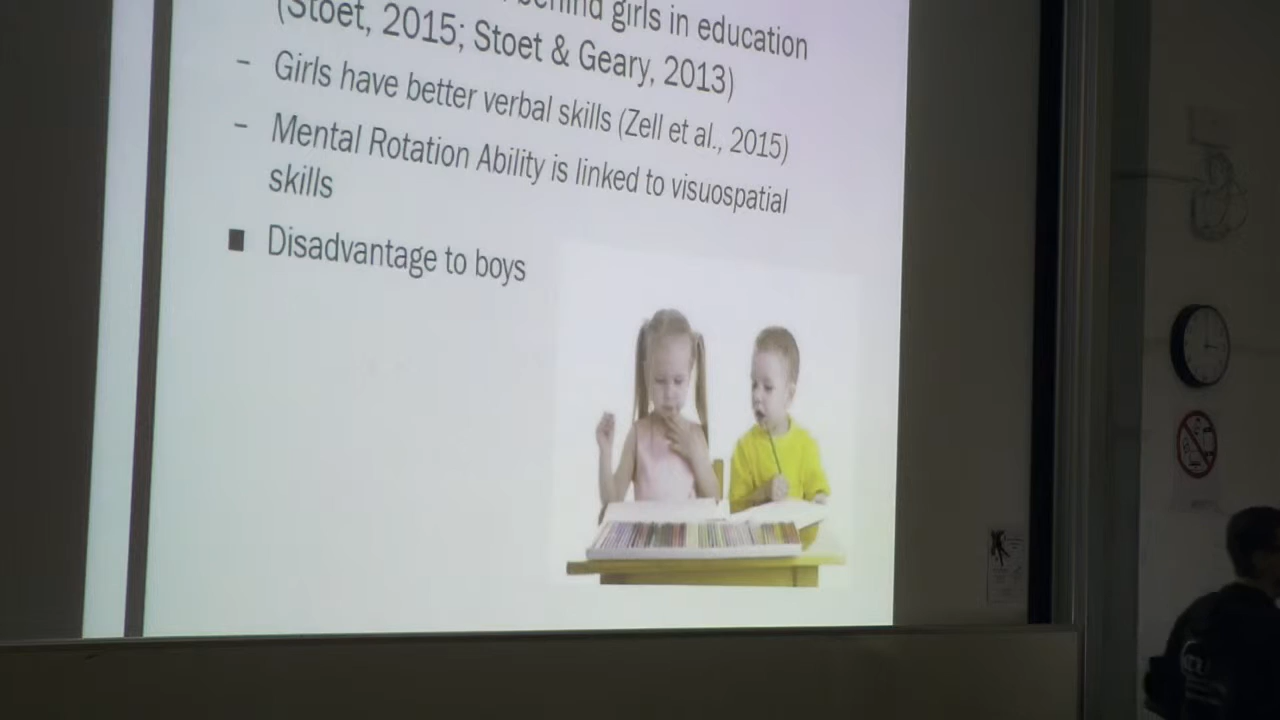 behind girls in education
(Stoet, 2015; Stoet & Geary, 2013)
– Girls have better verbal skills (Zell et al., 2015)
– Mental Rotation Ability is linked to visuospatial
skills
■ Disadvantage to boys